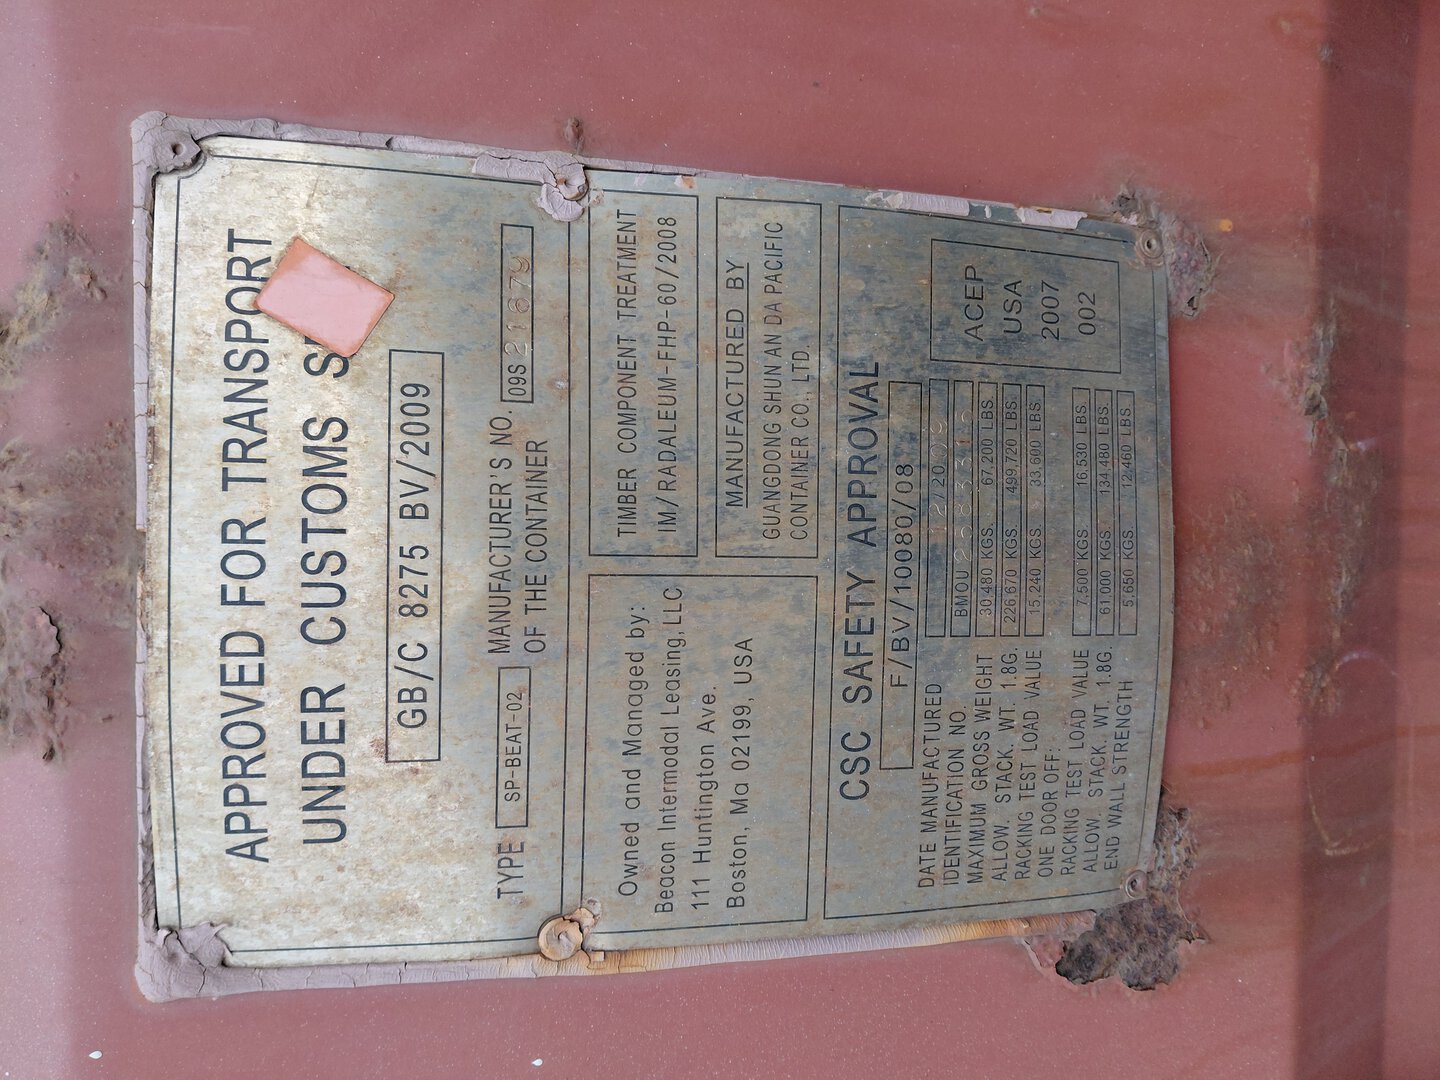 APPROVED FOR TRANSPORT
UNDER CUSTOMS
GB/C 8275 BV/2009
TYPE SP-BEAT-02 MANUFACTURER'S NO.
OF THE CONTAINER 09S 21679
Owned and Managed by:
Beacon Intermodal Leasing, LLC
111 Huntington Ave.
Boston, Ma 02199, USA
TIMBER COMPONENT TREATMENT
IM/RADALEUM-FHP-60/2008
MANUFACTURED BY
GUANGDONG SHUN AN DA PACIFIC
CONTAINER CO., LTD.
CSC SAFETY APPROVAL
F/BV/10080/08
DATE MANUFACTURED 12/2009
IDENTIFICATION NO. BMOU
MAXIMUM GROSS WEIGHT 30.480 KGS. 67.200 LBS.
ALLOW. STACK. WT. 1.8G. 226.670 KGS. 499.720 LBS.
RACKING TEST LOAD VALUE 15.240 KGS. 33.600 LBS.
ONE DOOR OFF:
RACKING TEST LOAD VALUE 7.500 KGS. 16.530 LBS.
ALLOW. STACK. WT. 1.8G. 61.000 KGS. 134.480 LBS.
END WALL STRENGTH 5.650 KGS. 12.460 LBS.
ACEP
USA
2007
002